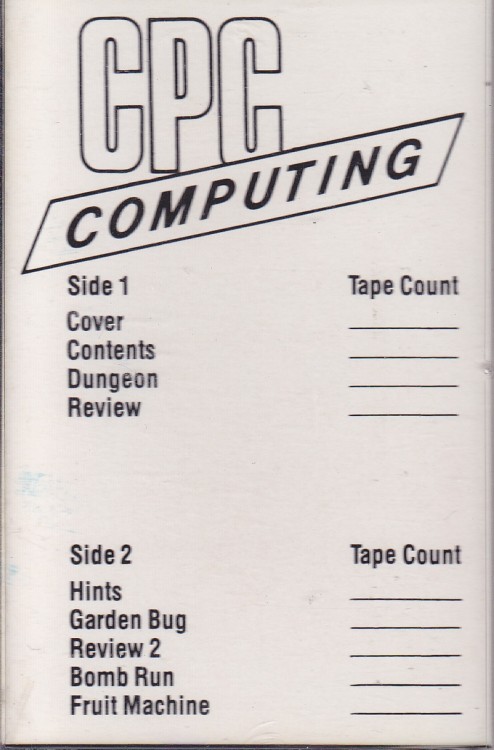 CPC
COMPUTING
Side 1 Tape Count
Cover
Contents
Dungeon
Review
Side 2 Tape Count
Hints
Garden Bug
Review 2
Bomb Run
Fruit Machine